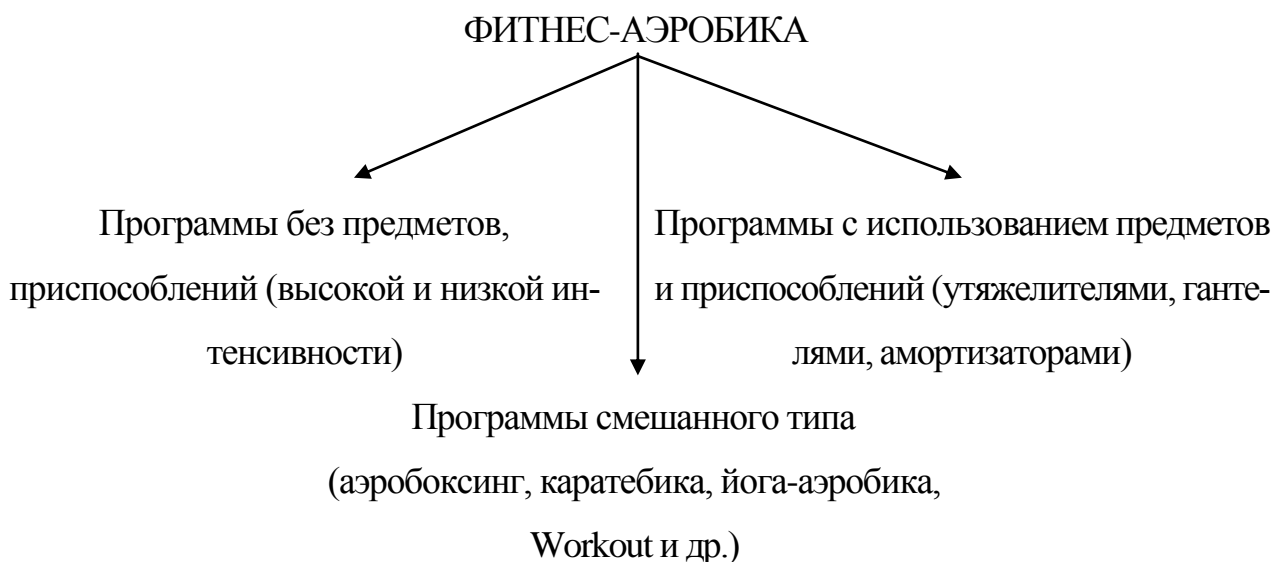 ФИТНЕС-АЭРОБИКА
Программы без предметов,
приспособлений (высокой и низкой ин-
тенсивности)
Программы с использованием предметов
и приспособлений (утяжелителями, ганте-
лями, амортизаторами)
Программы смешанного типа
(аэробоксинг, каратебика, йога-аэробика,
Workout и др.)